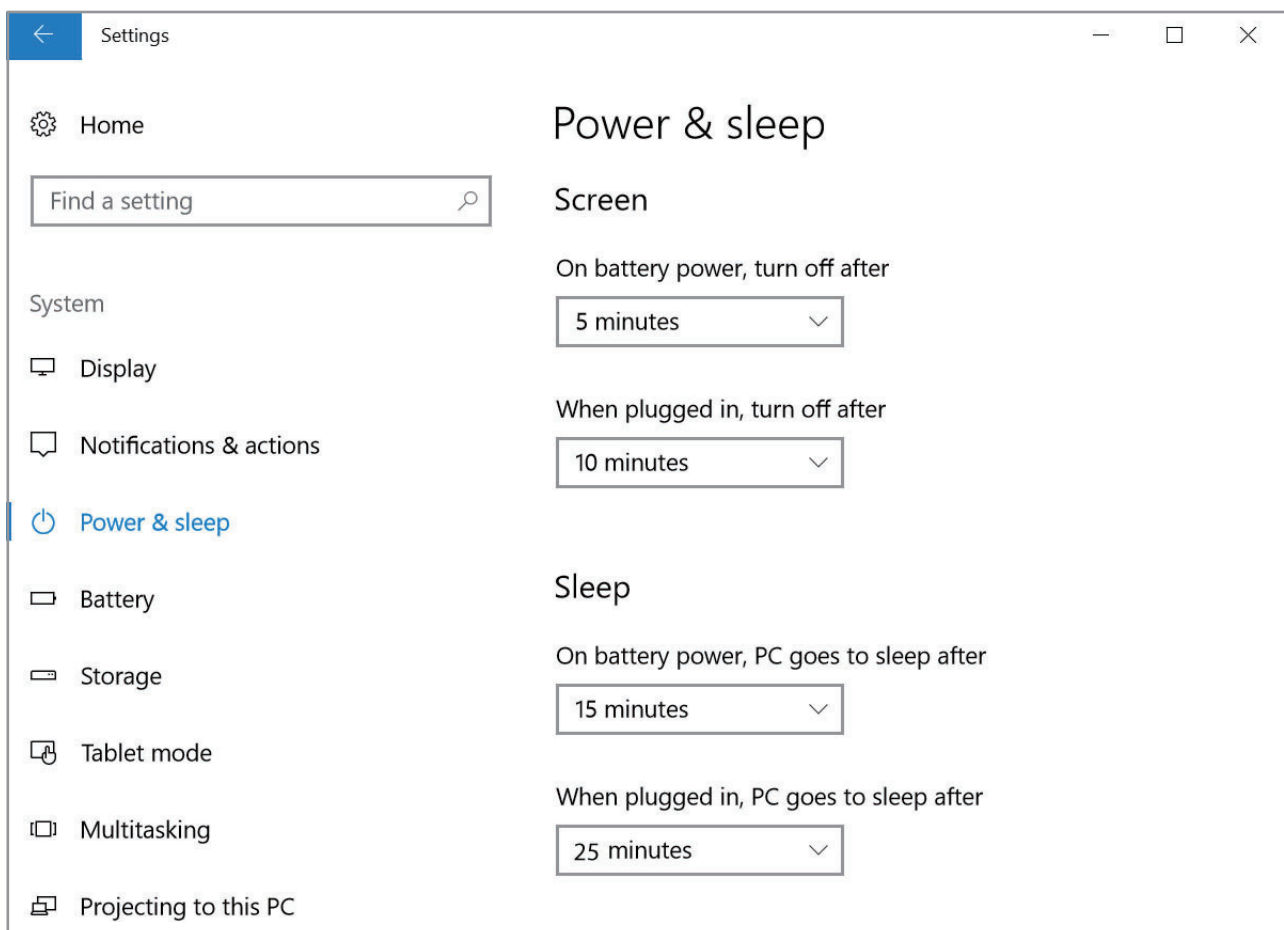 Settings
Home
Find a setting
System
Display
Notifications & actions
Power & sleep
Battery
Storage
Tablet mode
Multitasking
Projecting to this PC
Power & sleep
Screen
On battery power, turn off after
5 minutes
When plugged in, turn off after
10 minutes
Sleep
On battery power, PC goes to sleep after
15 minutes
When plugged in, PC goes to sleep after
25 minutes